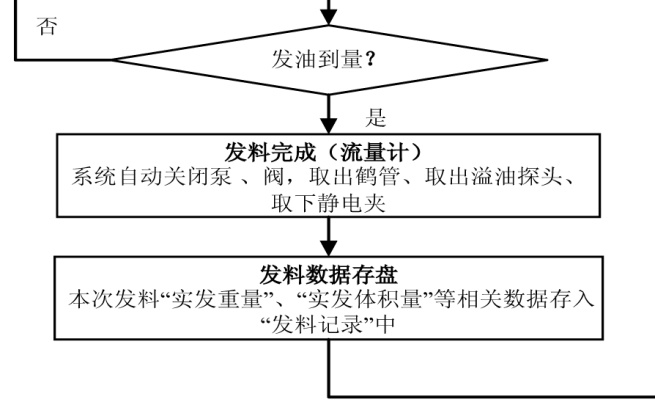 否
发油到量？
是
发料完成（流量计）
系统自动关闭泵 、阀，取出鹤管、取出溢油探头、
取下静电夹
发料数据存盘
本次发料“实发重量”、“实发体积量”等相关数据存入
“发料记录”中